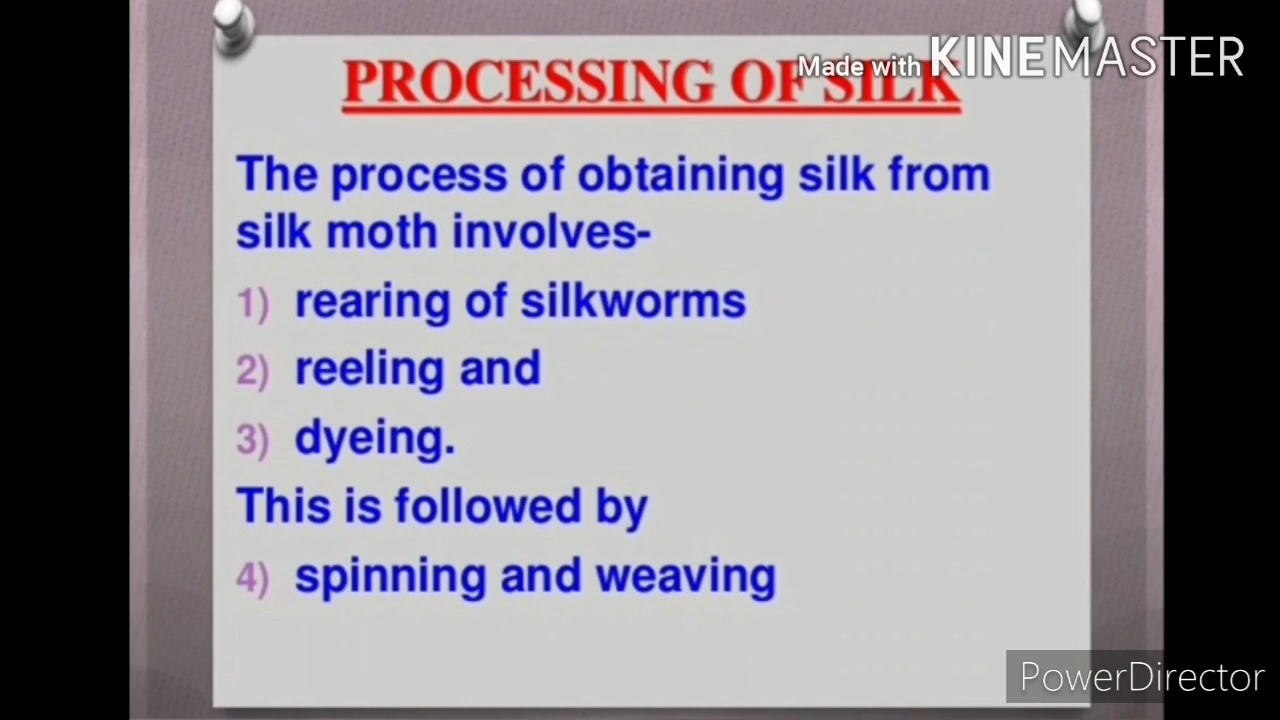 Made with KINEMASTER
PROCESSING OF SILK
The process of obtaining silk from
silk moth involves-
1) rearing of silkworms
2) reeling and
3) dyeing.
This is followed by
4) spinning and weaving
PowerDirector